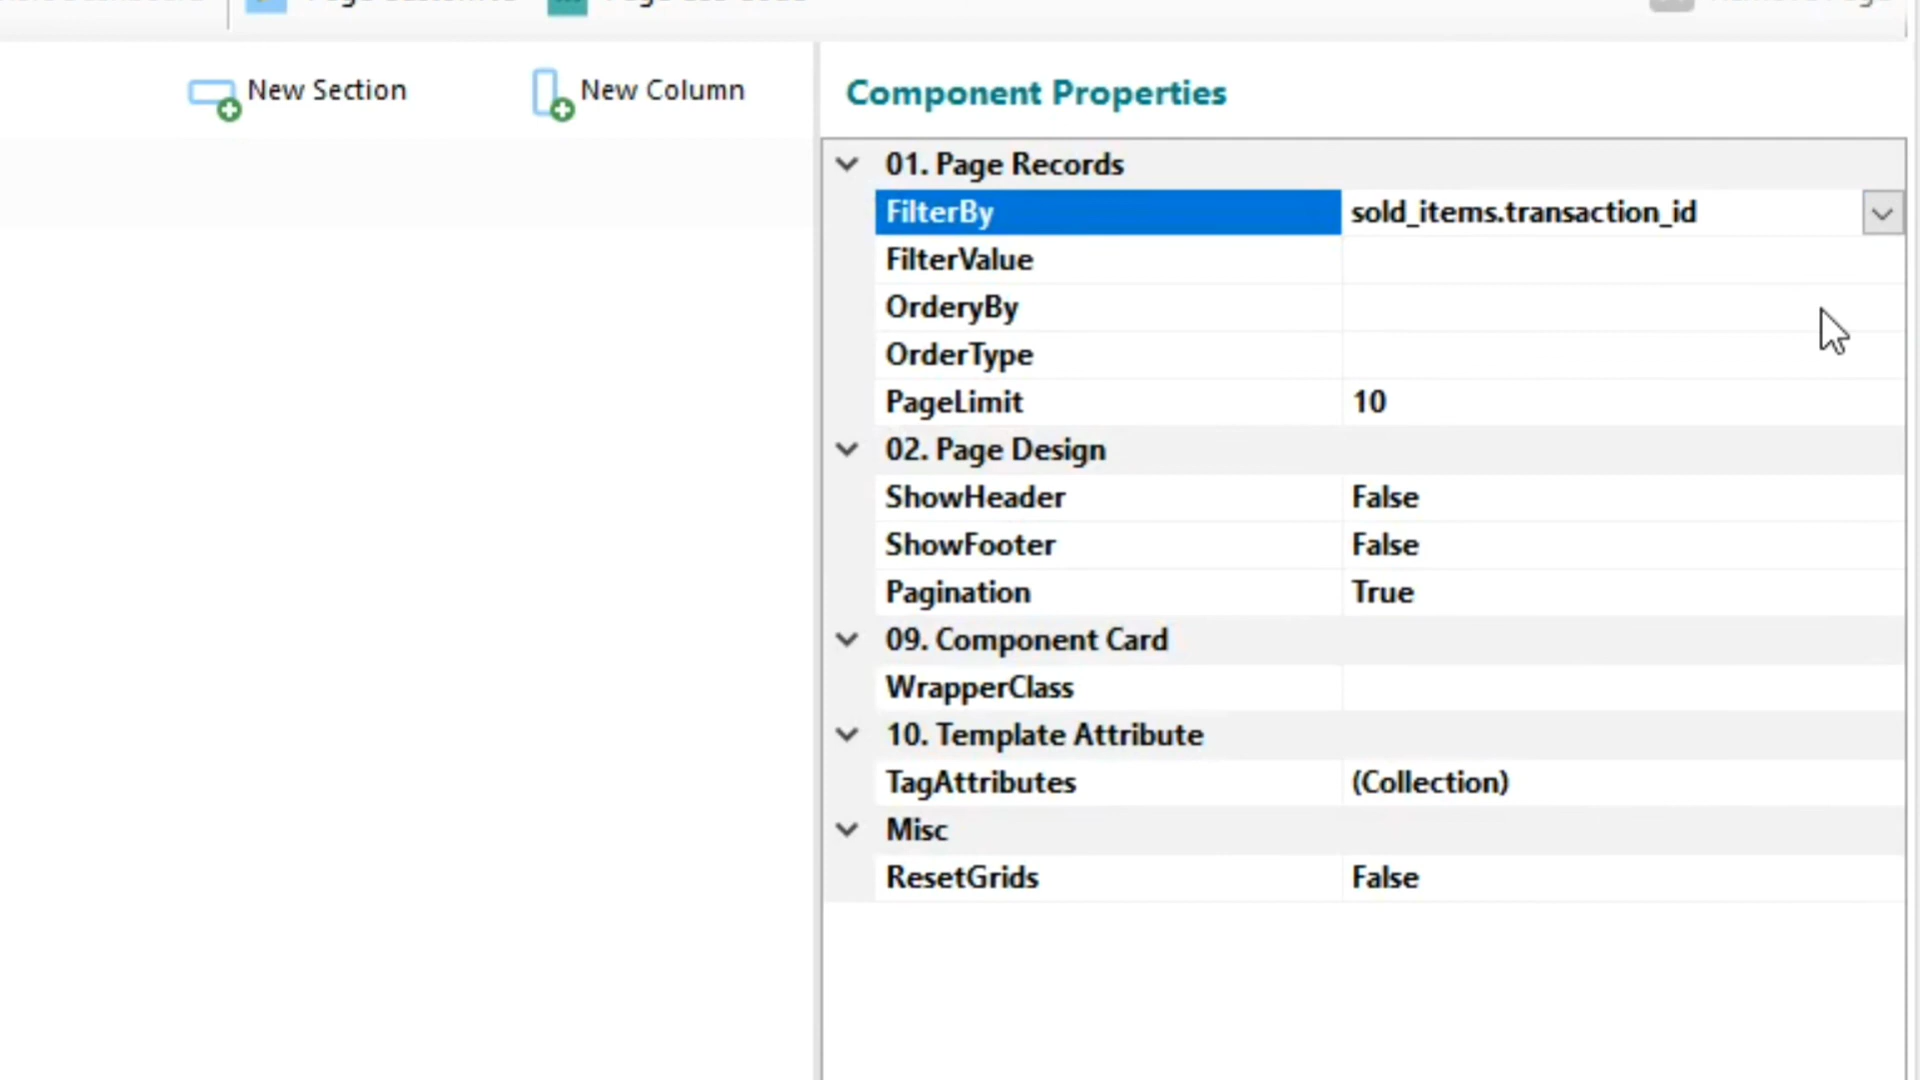 New Section
New Column
Component Properties
01. Page Records
FilterBy sold_items.transaction_id
FilterValue
OrderyBy
OrderType
PageLimit 10
02. Page Design
ShowHeader False
ShowFooter False
Pagination True
09. Component Card
WrapperClass
10. Template Attribute
TagAttributes (Collection)
Misc
ResetGrids False